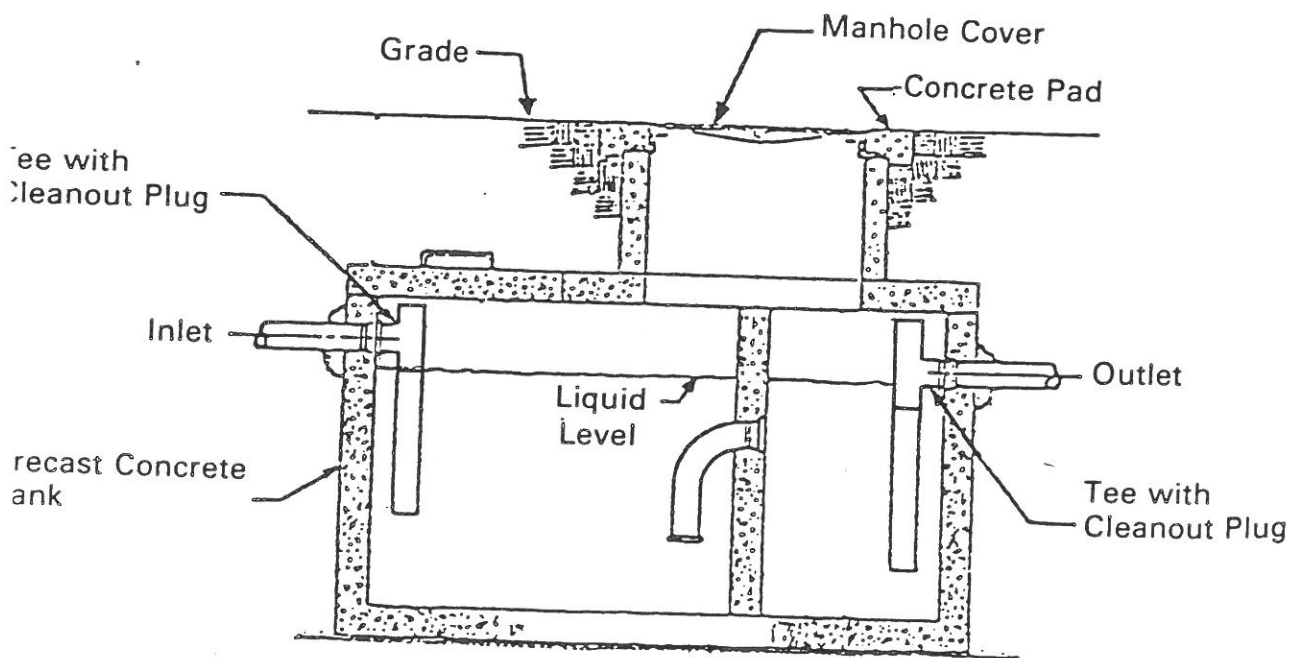 Manhole Cover
Grade
Concrete Pad
ee with
leanout Plug
Inlet
Liquid
Level
Outlet
recast Concrete
ank
Tee with
Cleanout Plug